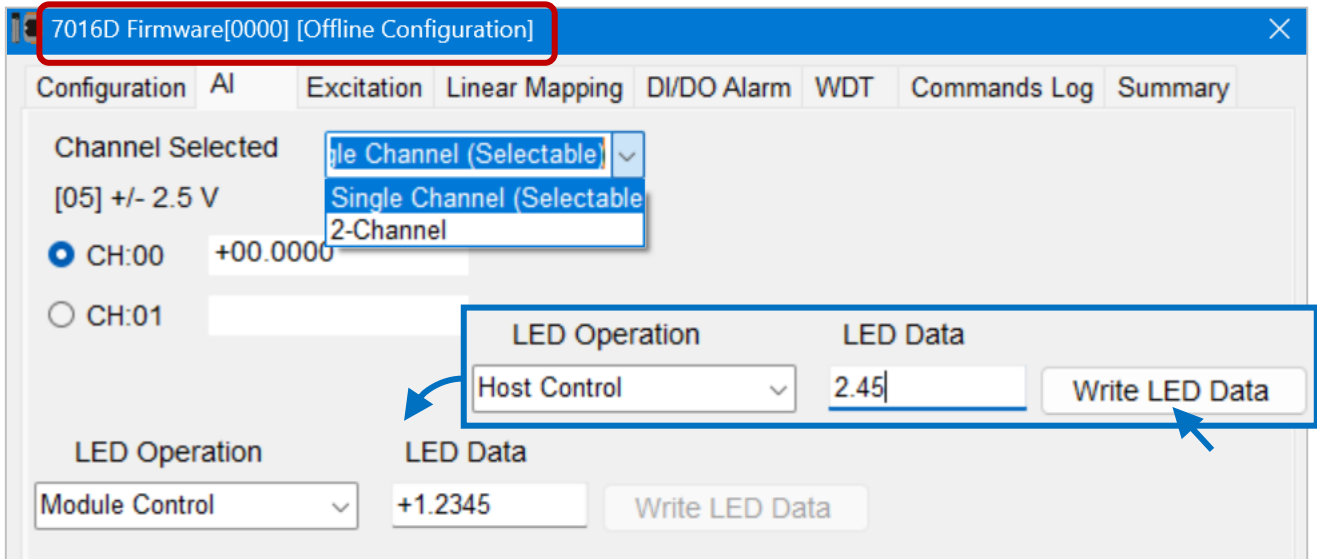 7016D Firmware[0000] [Offline Configuration]
Configuration AI Excitation Linear Mapping DI/DO Alarm WDT Commands Log Summary
Channel Selected gle Channel (Selectable)
[05] +/- 2.5 V Single Channel (Selectable
2-Channel
CH:00 +00.0000
CH:01
LED Operation LED Data
Host Control 2.45 Write LED Data
LED Operation LED Data
Module Control +1.2345 Write LED Data